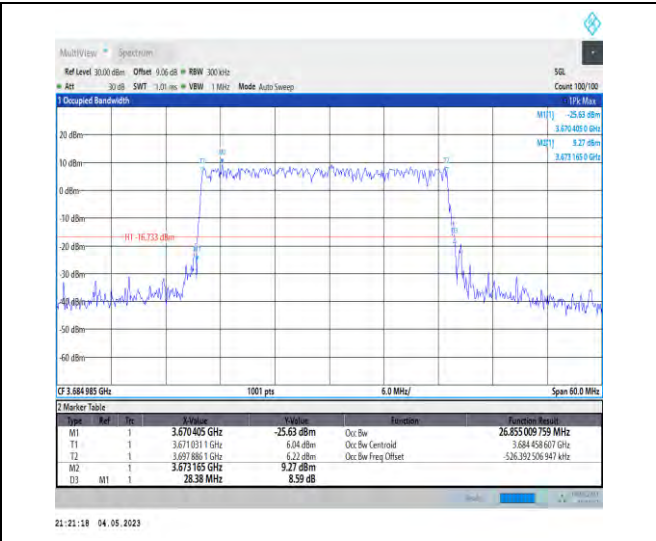 MultiView Spectrum
Ref Level 30.00 dBm Offset 9.06 dB RBW 300 kHz SGL
Att 30 dB SWT 1.01 ms VBW 1 MHz Mode Auto Sweep Count 100/100
1 Occupied Bandwidth 1Pk Max
M1[1] -25.63 dBm
3.670 405 0 GHz
M2[1] 9.27 dBm
3.673 165 0 GHz
20 dBm
10 dBm
0 dBm
-10 dBm
H1 -16.733 dBm
-20 dBm
-30 dBm
-40 dBm
-50 dBm
-60 dBm
T1
M2
T2
CF 3.684 985 GHz 1001 pts 6.0 MHz/ Span 60.0 MHz
2 Marker Table
Type Ref Trc X-Value Y-Value Function Function Result
M1 1 3.670 405 GHz -25.63 dBm Occ Bw 26.855 009 759 MHz
T1 1 3.671 031 1 GHz 6.04 dBm Occ Bw Centroid 3.684 458 607 GHz
T2 1 3.697 886 1 GHz 6.22 dBm Occ Bw Freq Offset -526.392 506 947 kHz
M2 1 3.673 165 GHz 9.27 dBm
D3 M1 1 28.38 MHz 8.59 dB
21:21:18 04.05.2023